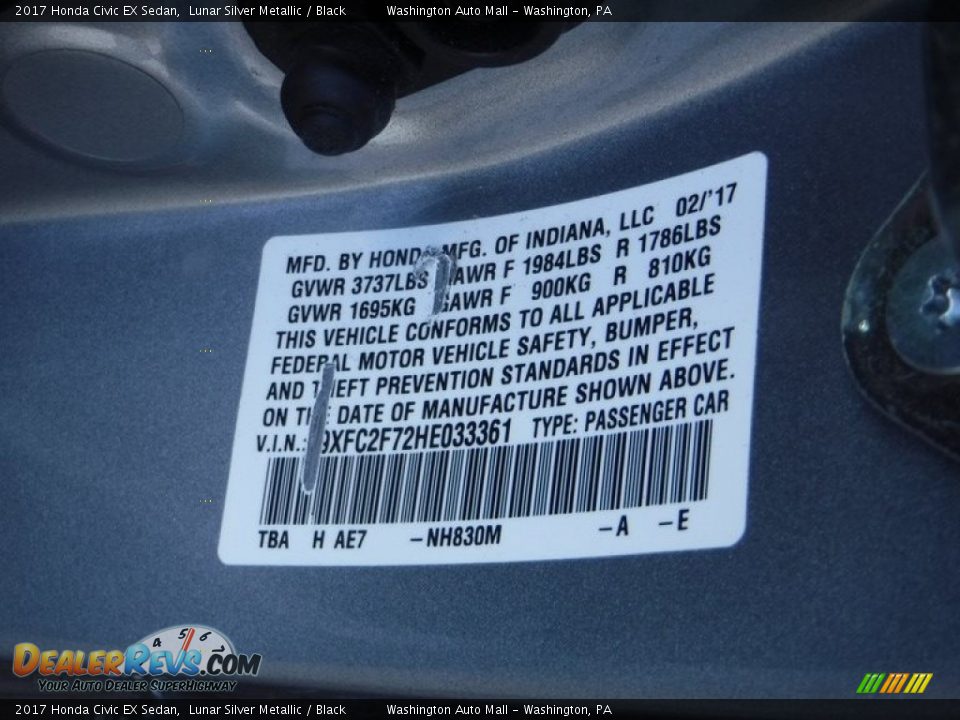 2017 Honda Civic EX Sedan, Lunar Silver Metallic / Black Washington Auto Mall - Washington, PA
MFD. BY HONDA MFG. OF INDIANA, LLC 02/'17
GVWR 3737LBS GAWR F 1984LBS R 1786LBS
GVWR 1695KG GAWR F 900KG R 810KG
THIS VEHICLE CONFORMS TO ALL APPLICABLE
FEDERAL MOTOR VEHICLE SAFETY, BUMPER,
AND THEFT PREVENTION STANDARDS IN EFFECT
ON THE DATE OF MANUFACTURE SHOWN ABOVE.
V.I.N.: 9XFC2F72HE033361 TYPE: PASSENGER CAR
TBA H AE7 -NH830M -A -E
4 5 6 7
DEALERREVS.COM
Your Auto Dealer SuperHighway
2017 Honda Civic EX Sedan, Lunar Silver Metallic / Black Washington Auto Mall - Washington, PA